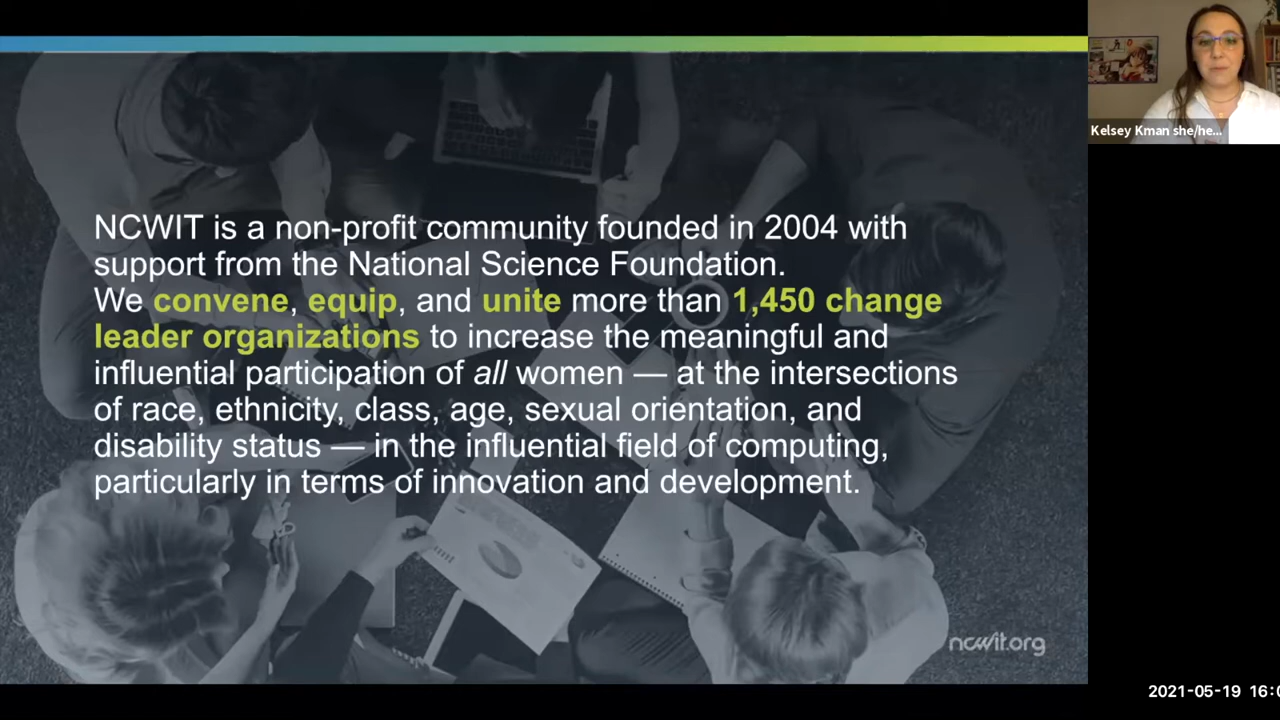 NCWIT is a non-profit community founded in 2004 with
support from the National Science Foundation.
We convene, equip, and unite more than 1,450 change
leader organizations to increase the meaningful and
influential participation of all women — at the intersections
of race, ethnicity, class, age, sexual orientation, and
disability status — in the influential field of computing,
particularly in terms of innovation and development.
ncwit.org
Kelsey Kman she/he...
2021-05-19 16:0